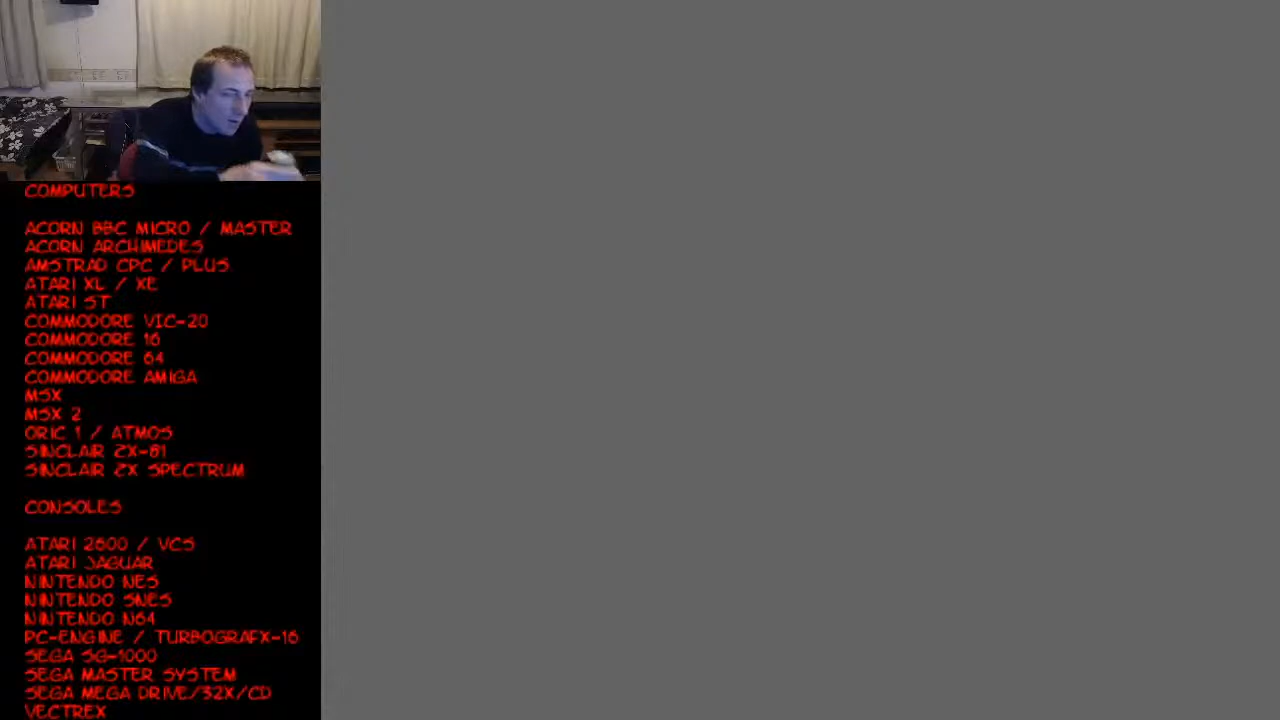 COMPUTERS
ACORN BBC MICRO / MASTER
ACORN ARCHIMEDES
AMSTRAD CPC / PLUS
ATARI XL / XE
ATARI ST
COMMODORE VIC-20
COMMODORE 16
COMMODORE 64
COMMODORE AMIGA
MSX
MSX 2
ORIC 1 / ATMOS
SINCLAIR ZX-81
SINCLAIR ZX SPECTRUM
CONSOLES
ATARI 2600 / VCS
ATARI JAGUAR
NINTENDO NES
NINTENDO SNES
NINTENDO N64
PC-ENGINE / TURBOGRAFX-16
SEGA SG-1000
SEGA MASTER SYSTEM
SEGA MEGA DRIVE/32X/CD
VECTREX